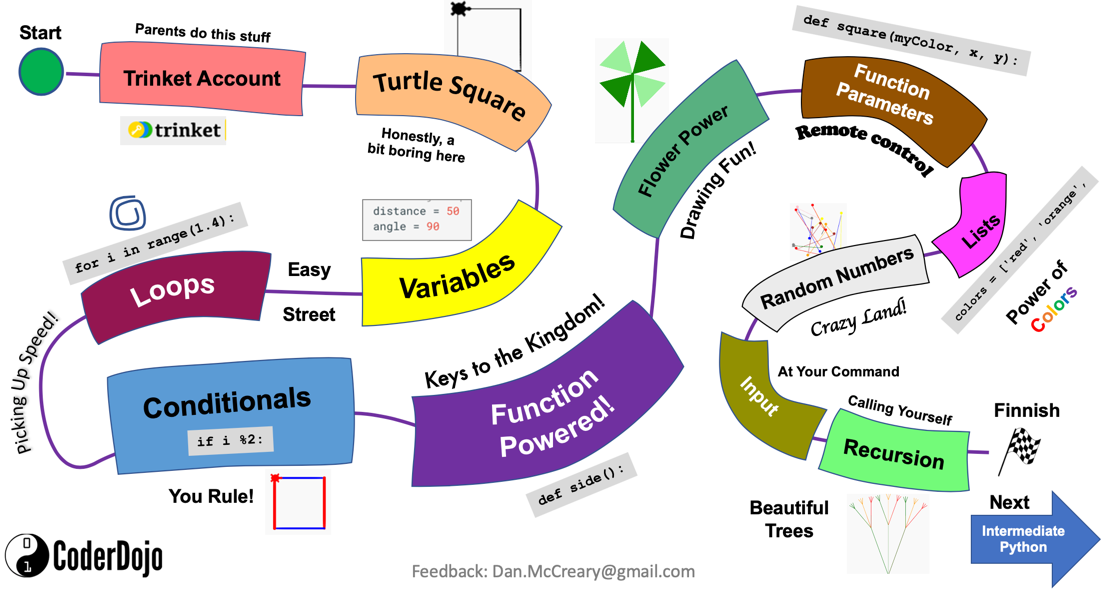 Start
Parents do this stuff
Trinket Account
trinket
Turtle Square
Honestly, a
bit boring here
distance = 50
angle = 90
Variables
Easy
Street
for i in range(1.4):
Loops
Picking Up Speed!
Conditionals
if i %2:
You Rule!
Keys to the Kingdom!
Function
Powered!
def side():
Flower Power
Drawing Fun!
def square(myColor, x, y):
Function
Parameters
Remote control
Lists
colors = ['red', 'orange',
Power of
Colors
Random Numbers
Crazy Land!
Input
At Your Command
Calling Yourself
Recursion
Beautiful
Trees
Finnish
Next
Intermediate
Python
CoderDojo
Feedback: Dan.McCreary@gmail.com